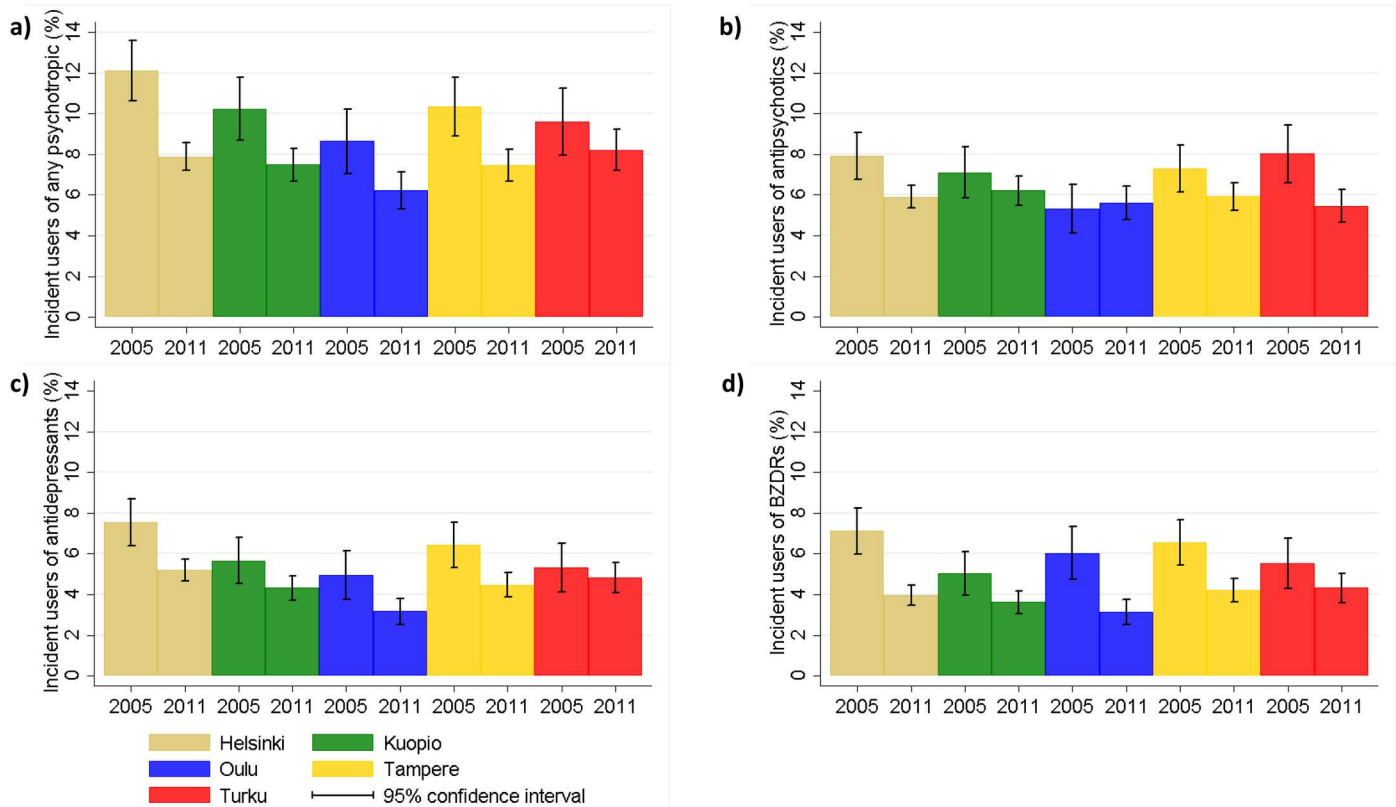 a)
Incident users of any psychotropic (%)
14
12
10
8
6
4
2
0
2005 2011 2005 2011 2005 2011 2005 2011 2005 2011
b)
Incident users of antipsychotics (%)
14
12
10
8
6
4
2
0
2005 2011 2005 2011 2005 2011 2005 2011 2005 2011
c)
Incident users of antidepressants (%)
14
12
10
8
6
4
2
0
2005 2011 2005 2011 2005 2011 2005 2011 2005 2011
d)
Incident users of BZDRs (%)
14
12
10
8
6
4
2
0
2005 2011 2005 2011 2005 2011 2005 2011 2005 2011
Helsinki Kuopio
Oulu Tampere
Turku 95% confidence interval